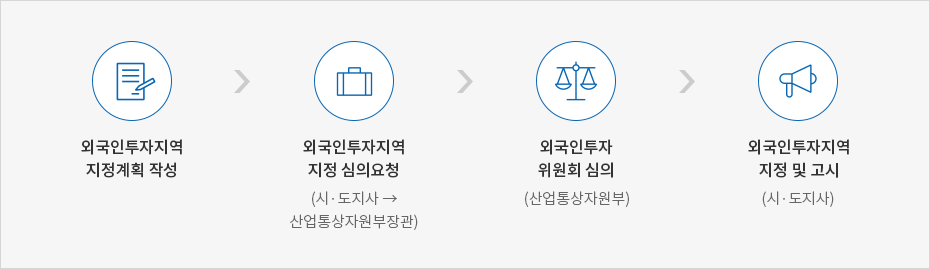 외국인투자지역
지정계획 작성
외국인투자지역
지정 심의요청
(시·도지사 →
산업통상자원부장관)
외국인투자
위원회 심의
(산업통상자원부)
외국인투자지역
지정 및 고시
(시·도지사)